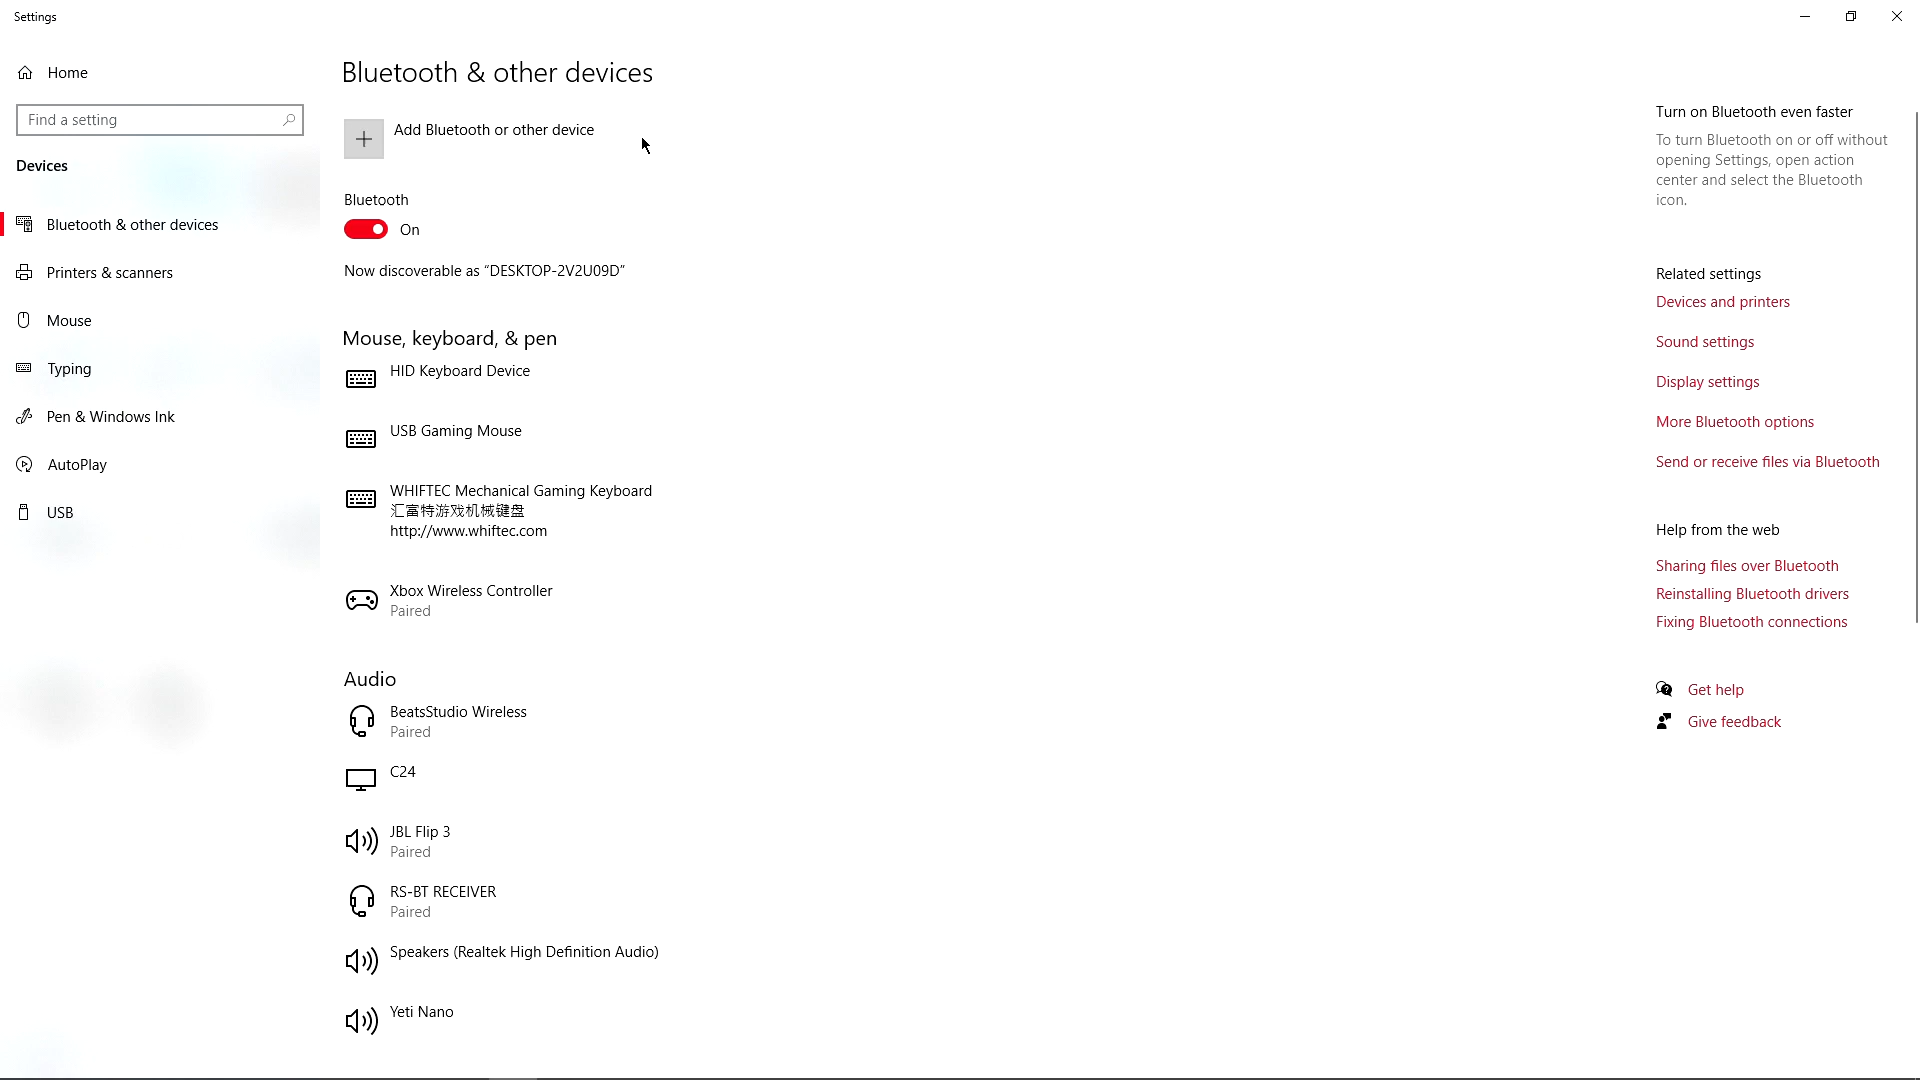 Settings
Home
Find a setting
Devices
Bluetooth & other devices
Printers & scanners
Mouse
Typing
Pen & Windows Ink
AutoPlay
USB
Bluetooth & other devices
Add Bluetooth or other device
Bluetooth
On
Now discoverable as “DESKTOP-2V2U09D”
Mouse, keyboard, & pen
HID Keyboard Device
USB Gaming Mouse
WHIFTEC Mechanical Gaming Keyboard
汇富特游戏机械键盘
http://www.whiftec.com
Xbox Wireless Controller
Paired
Audio
BeatsStudio Wireless
Paired
C24
JBL Flip 3
Paired
RS-BT RECEIVER
Paired
Speakers (Realtek High Definition Audio)
Yeti Nano
Turn on Bluetooth even faster
To turn Bluetooth on or off without
opening Settings, open action
center and select the Bluetooth
icon.
Related settings
Devices and printers
Sound settings
Display settings
More Bluetooth options
Send or receive files via Bluetooth
Help from the web
Sharing files over Bluetooth
Reinstalling Bluetooth drivers
Fixing Bluetooth connections
Get help
Give feedback